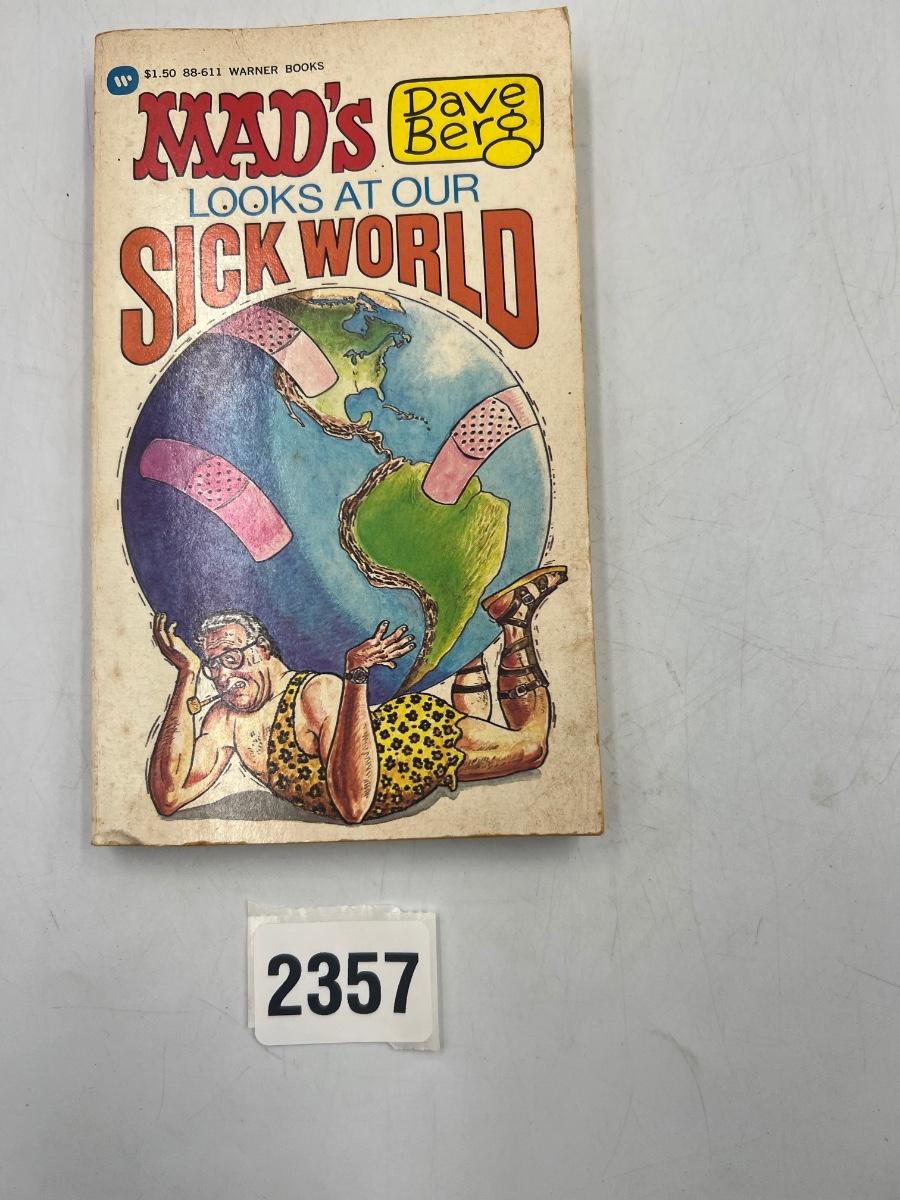 W $1.50 88-611 WARNER BOOKS
MAD'S
Dave
Berg
LOOKS AT OUR
SICK WORLD
2357